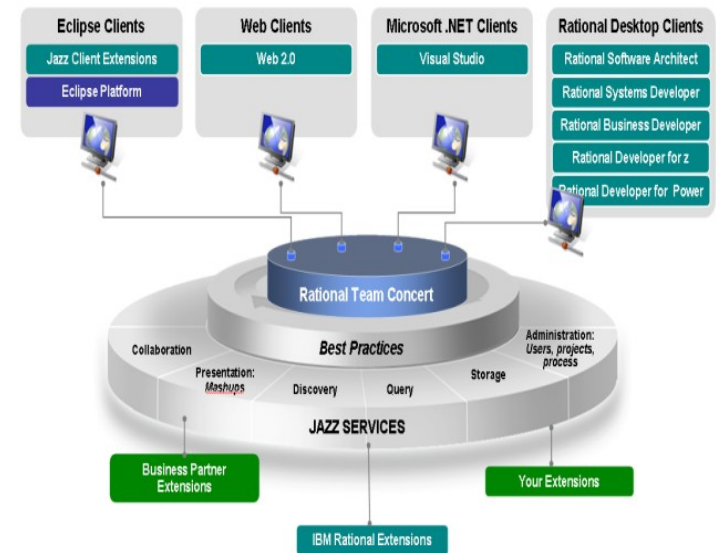 Eclipse Clients
Jazz Client Extensions
Eclipse Platform
Web Clients
Web 2.0
Microsoft .NET Clients
Visual Studio
Rational Desktop Clients
Rational Software Architect
Rational Systems Developer
Rational Business Developer
Rational Developer for z
Rational Developer for Power
Rational Team Concert
Best Practices
Collaboration
Presentation:
Mashups
Discovery
Query
Storage
Administration:
Users, projects,
process
JAZZ SERVICES
Business Partner
Extensions
IBM Rational Extensions
Your Extensions